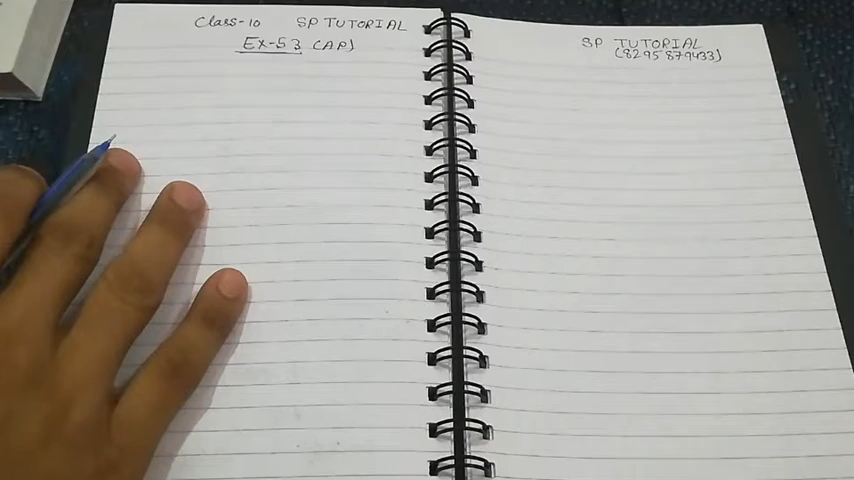 Class-10 SP TUTORIAL
Ex-5.3 (AP)
SP TUTORIAL
(8295879433)